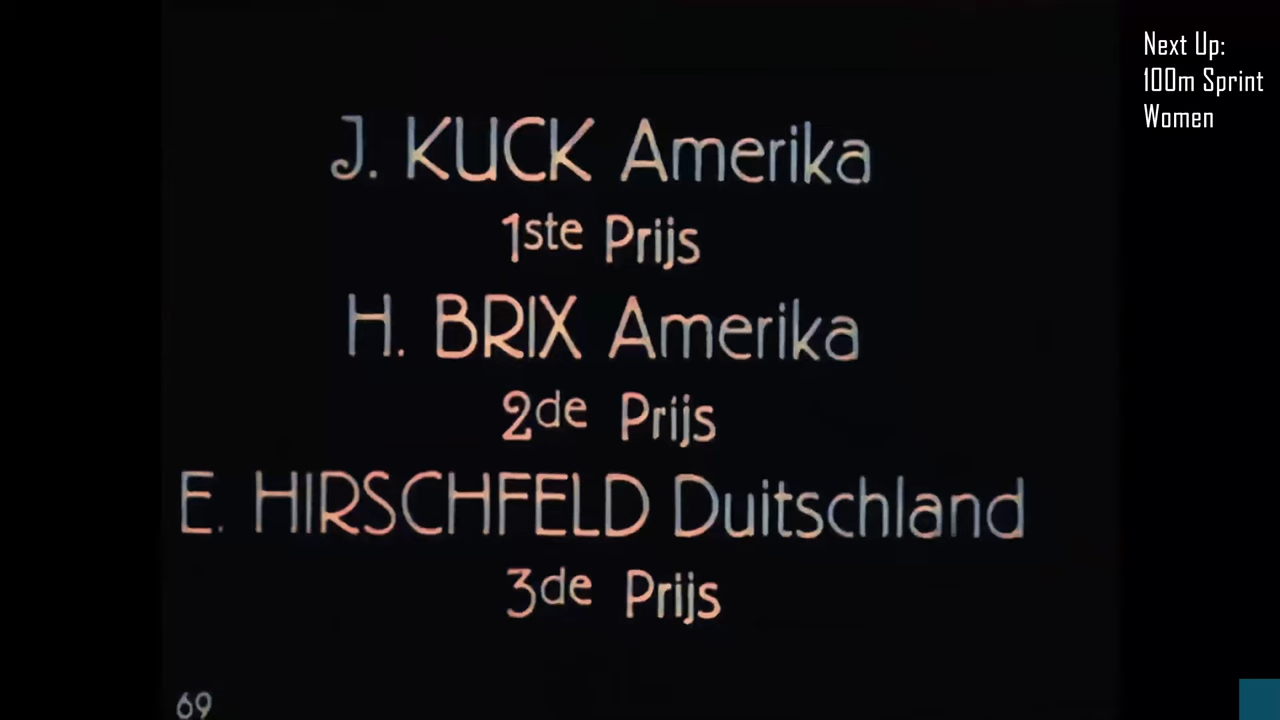 J. KUCK Amerika
1ste Prijs
H. BRIX Amerika
2de Prijs
E. HIRSCHFELD Duitschland
3de Prijs
69
Next Up:
100m Sprint
Women